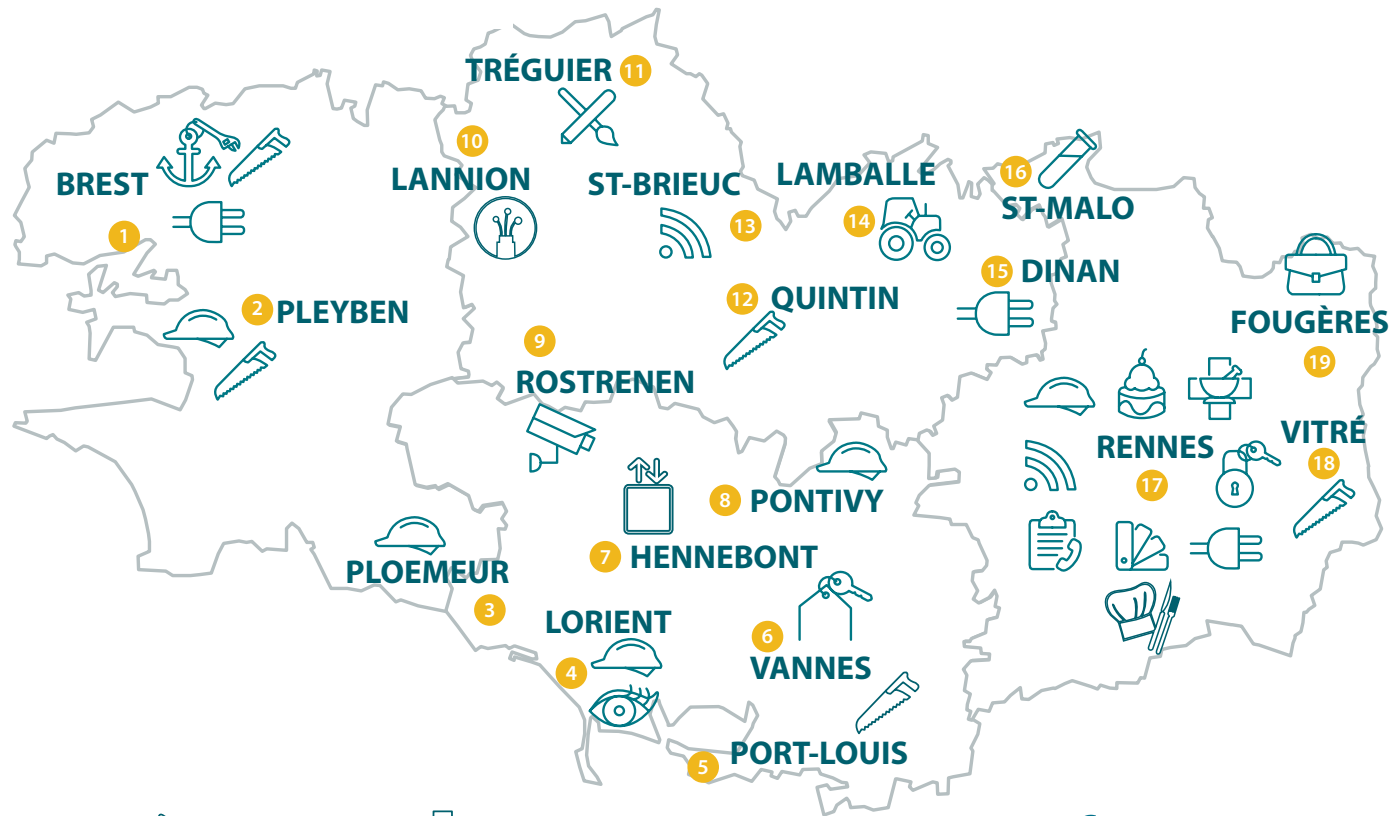 TRÉGUIER 11
10
BREST
LANNION
ST-BRIEUC
13
LAMBALLE
14
16
ST-MALO
1
15 DINAN
2 PLEYBEN
12 QUINTIN
FOUGÈRES
19
9
ROSTRENEN
RENNES
17
VITRÉ
18
8 PONTIVY
7 HENNEBONT
PLOEMEUR
3
LORIENT
4
6
VANNES
PORT-LOUIS
5